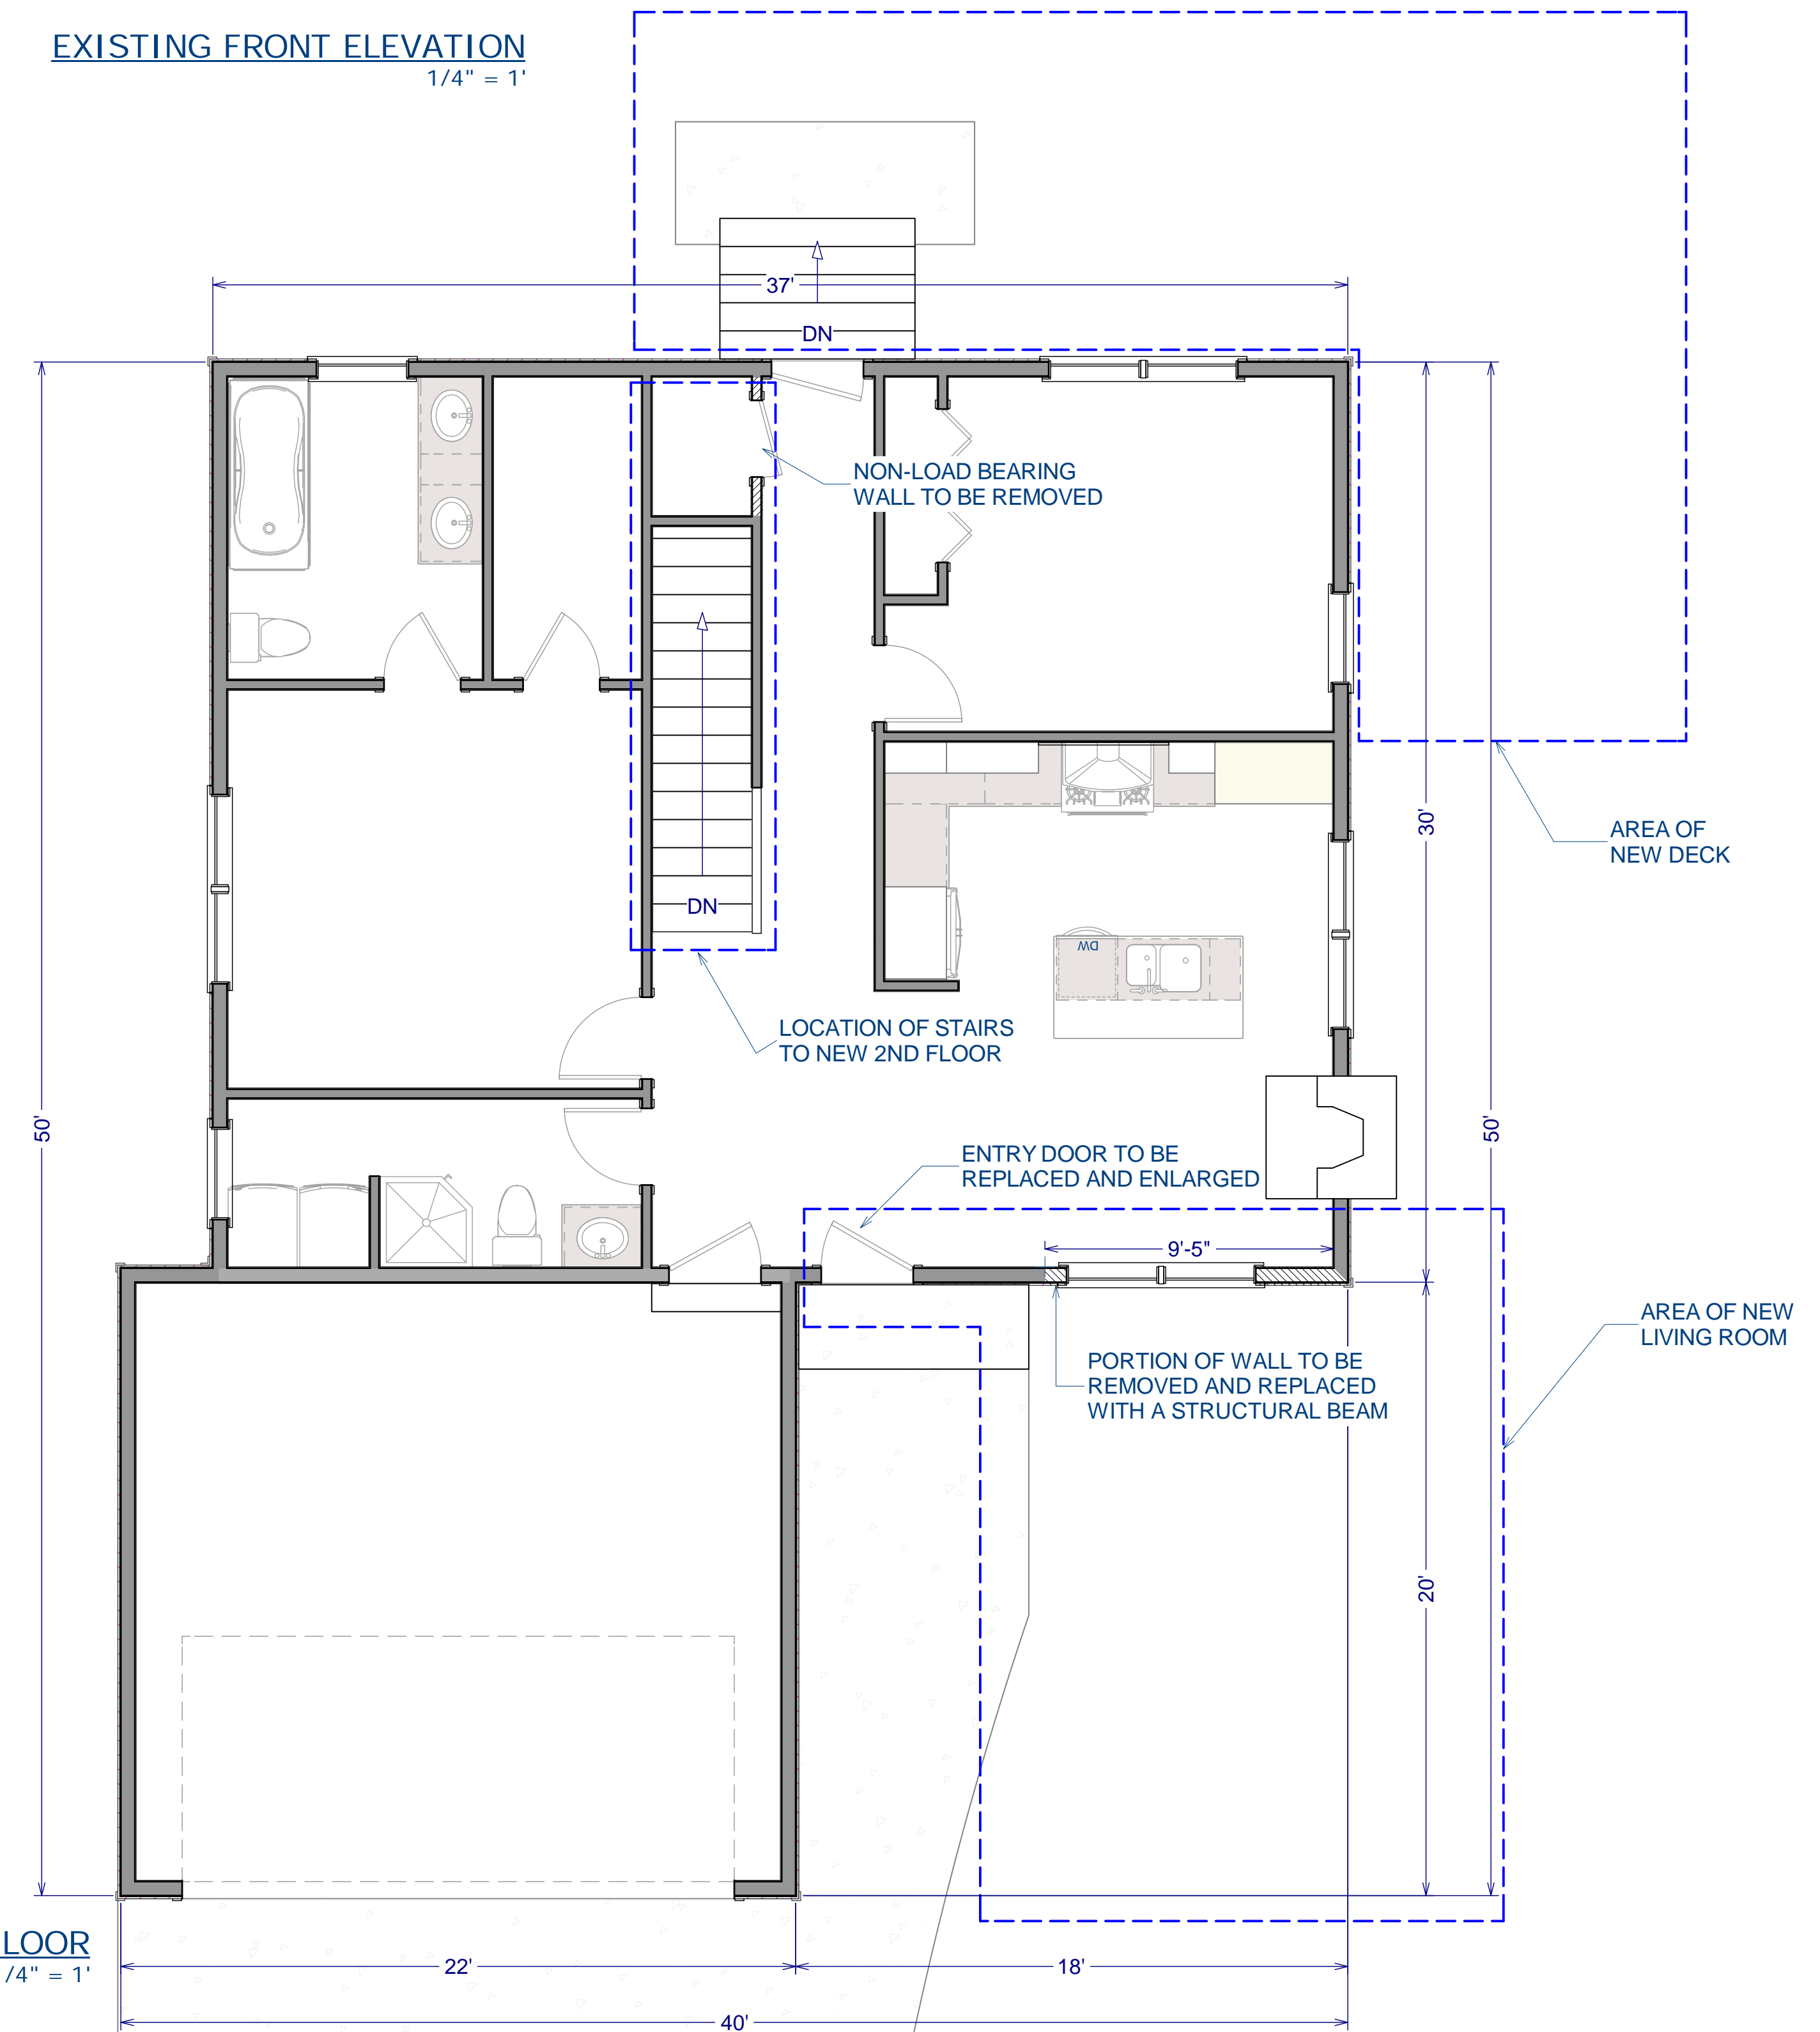 EXISTING FRONT ELEVATION
1/4" = 1'
37'
DN
NON-LOAD BEARING
WALL TO BE REMOVED
30'
AREA OF
NEW DECK
DN
DW
LOCATION OF STAIRS
TO NEW 2ND FLOOR
50'
50'
ENTRY DOOR TO BE
REPLACED AND ENLARGED
9'-5"
AREA OF NEW
LIVING ROOM
PORTION OF WALL TO BE
REMOVED AND REPLACED
WITH A STRUCTURAL BEAM
20'
LOOR
/4" = 1'
22'
18'
40'